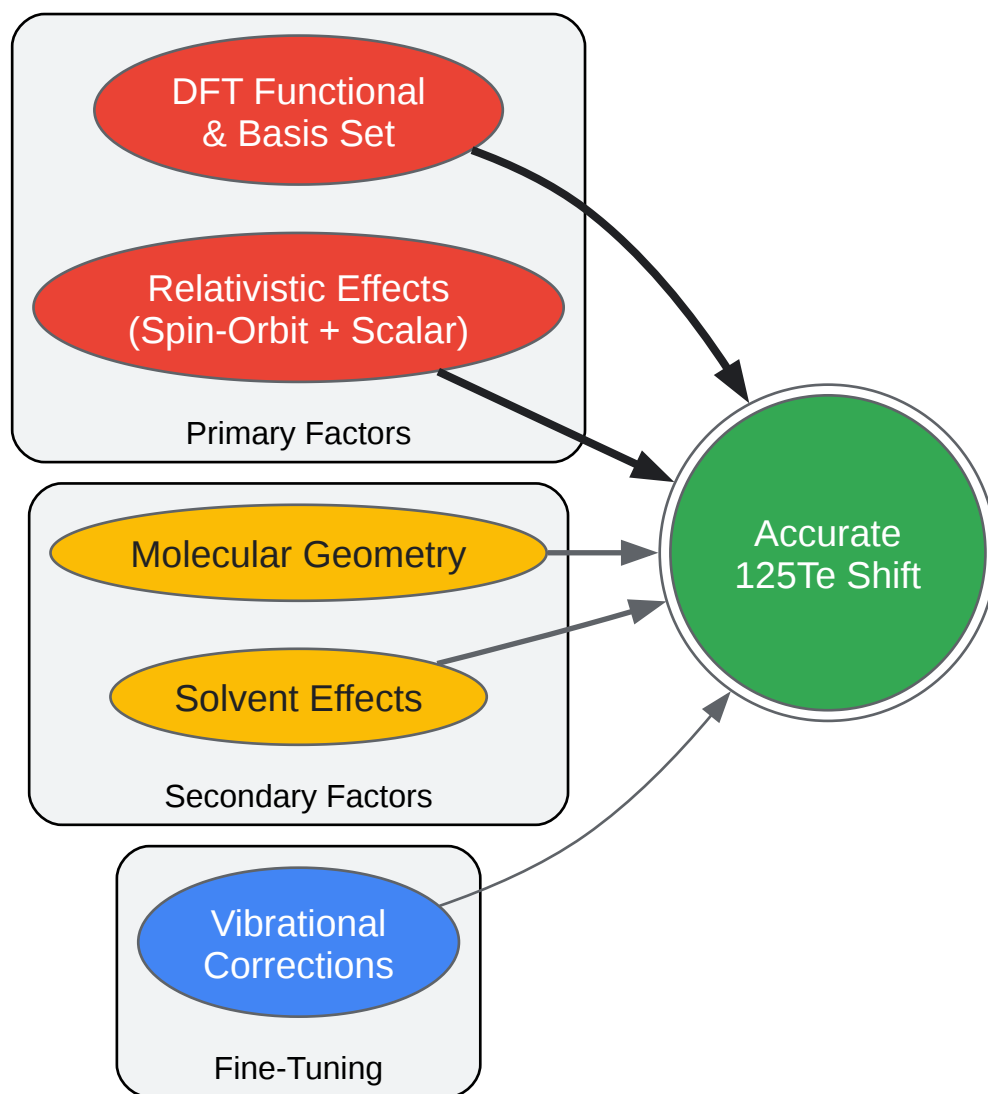 DFT Functional
& Basis Set
Relativistic Effects
(Spin-Orbit + Scalar)
Primary Factors
Molecular Geometry
Solvent Effects
Secondary Factors
Vibrational
Corrections
Fine-Tuning
Accurate
125Te Shift